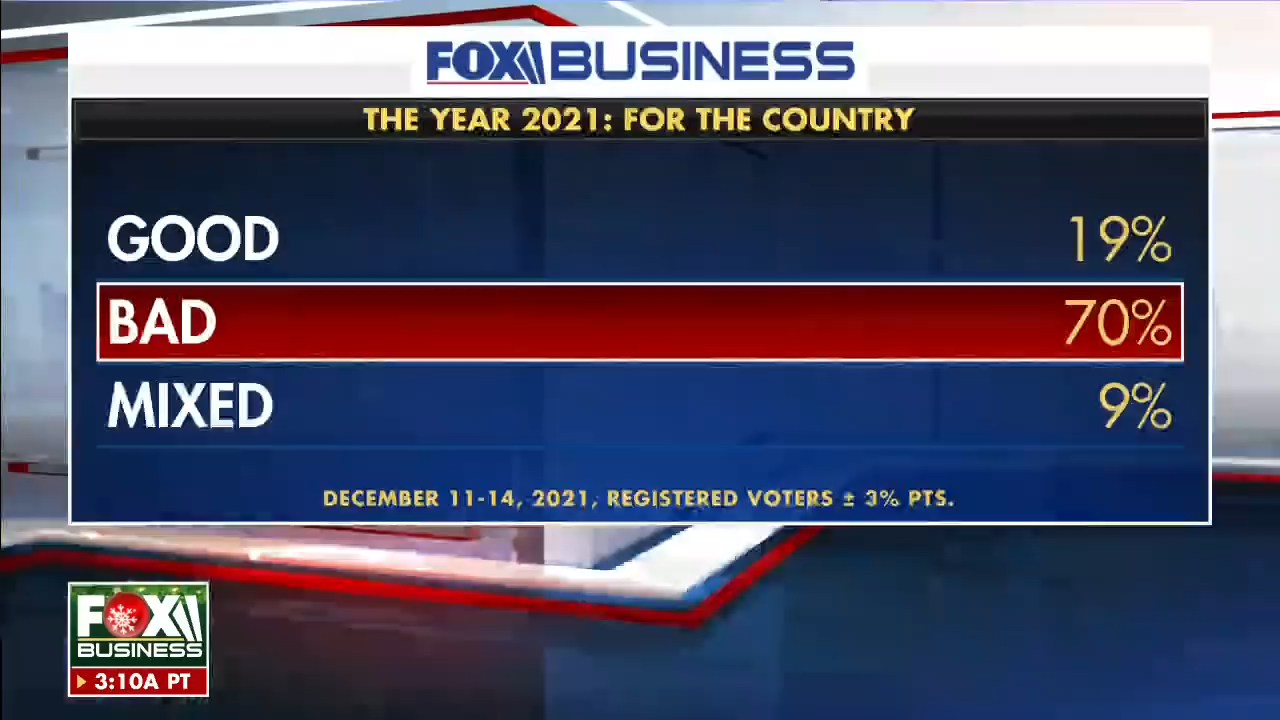 FOX BUSINESS
THE YEAR 2021: FOR THE COUNTRY
GOOD 19%
BAD 70%
MIXED 9%
DECEMBER 11-14, 2021, REGISTERED VOTERS ± 3% PTS.
FOX
BUSINESS
3:10A PT